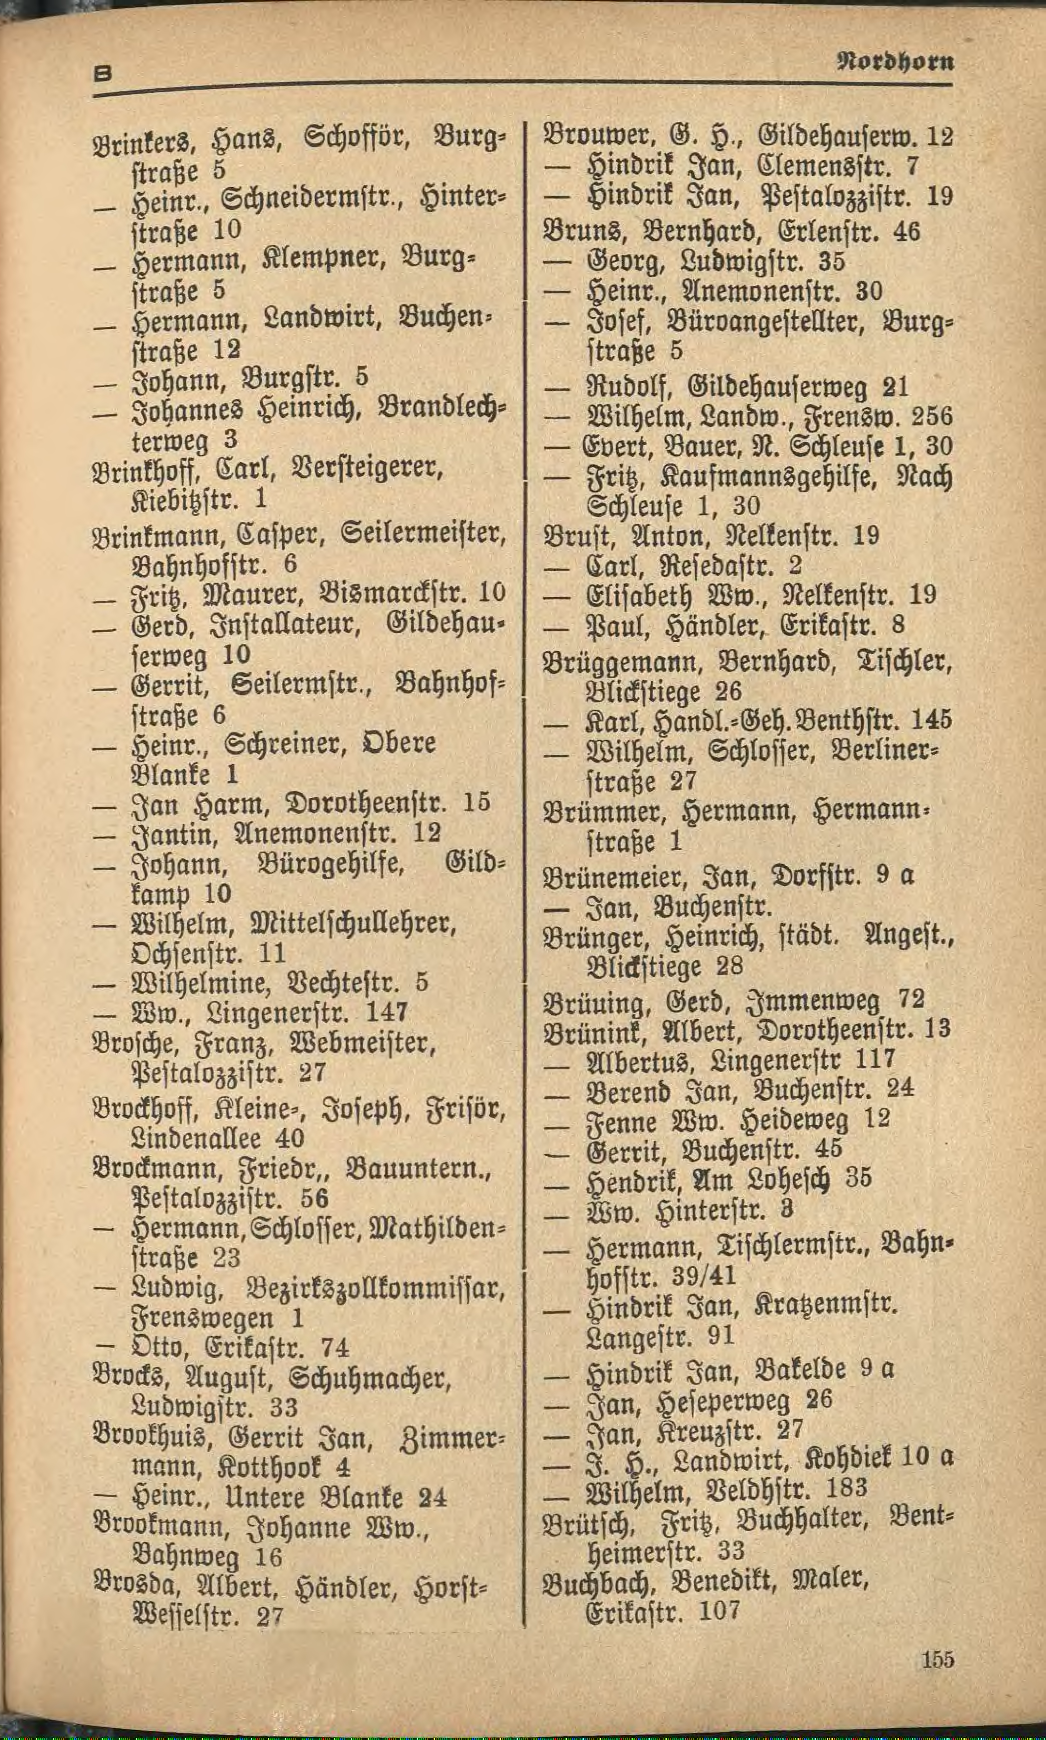 B
Nordhorn
Brinkers, Hans, Schofför, Burg-
straße 5
— Heinr., Schneidermstr., Hinter-
straße 10
— Hermann, Klempner, Burg-
straße 5
— Hermann, Landwirt, Buchen-
straße 12
— Johann, Burgstr. 5
— Johannes Heinrich, Brandlech-
terweg 3
Brinkhoff, Carl, Versteigerer,
Kiebitzstr. 1
Brinkmann, Casper, Seilermeister,
Bahnhofstr. 6
— Fritz, Maurer, Bismarckstr. 10
— Gerd, Installateur, Gildehau-
serweg 10
— Gerrit, Seilermstr., Bahnhof-
straße 6
— Heinr., Schreiner, Obere
Blanke 1
— Jan Harm, Dorotheenstr. 15
— Jantin, Anemonenstr. 12
— Johann, Bürogehilfe, Gild-
kamp 10
— Wilhelm, Mittelschullehrer,
Ochsenstr. 11
— Wilhelmine, Vechtestr. 5
— Ww., Lingenerstr. 147
Brosche, Franz, Webmeister,
Pestalozzistr. 27
Brockhoff, Kleine-, Joseph, Frisör,
Lindenallee 40
Brockmann, Friedr,, Bauuntern.,
Pestalozzistr. 56
— Hermann, Schlosser, Mathilden-
straße 23
— Ludwig, Bezirkszollkommissar,
Frenswegen 1
— Otto, Erikastr. 74
Brocks, August, Schuhmacher,
Ludwigstr. 33
Brookhuis, Gerrit Jan, Zimmer-
mann, Kotthook 4
— Heinr., Untere Blanke 24
Brookmann, Johanne Ww.,
Bahnweg 16
Brosda, Albert, Händler, Horst-
Wesselstr. 27
Brouwer, G. H., Gildehauserw. 12
— Hindrik Jan, Clemensstr. 7
— Hindrik Jan, Pestalozzistr. 19
Bruns, Bernhard, Erlenstr. 46
— Georg, Ludwigstr. 35
— Heinr., Anemonenstr. 30
— Josef, Büroangestellter, Burg-
straße 5
— Rudolf, Gildehauserweg 21
— Wilhelm, Landw., Frensw. 256
— Evert, Bauer, N. Schleuse 1, 30
— Fritz, Kaufmannsgehilfe, Nach
Schleuse 1, 30
Brust, Anton, Nelkenstr. 19
— Carl, Resedastr. 2
— Elisabeth Ww., Nelkenstr. 19
— Paul, Händler, Erikastr. 8
Brüggemann, Bernhard, Tischler,
Blickstiege 26
— Karl, Handl.-Geh. Benthstr. 145
— Wilhelm, Schlosser, Berliner-
straße 27
Brümmer, Hermann, Hermann-
straße 1
Brünemeier, Jan, Dorfstr. 9 a
— Jan, Buchenstr.
Brünger, Heinrich, städt. Angest.,
Blickstiege 28
Brüuing, Gerd, Immenweg 72
Brünink, Albert, Dorotheenstr. 13
— Albertus, Lingenerstr 117
— Berend Jan, Buchenstr. 24
— Fenne Ww. Heideweg 12
— Gerrit, Buchenstr. 45
— Hendrik, Am Lohesch 35
— Ww. Hinterstr. 3
— Hermann, Tischlermstr., Bahn-
hofstr. 39/41
— Hindrik Jan, Kratzenmstr.
Langestr. 91
— Hindrik Jan, Bakelde 9 a
— Jan, Heseperweg 26
— Jan, Kreuzstr. 27
— J. H., Landwirt, Kohdiek 10 a
— Wilhelm, Veldhstr. 183
Brütsch, Fritz, Buchhalter, Bent-
heimerstr. 33
Buchbach, Benedikt, Maler,
Erikastr. 107
155